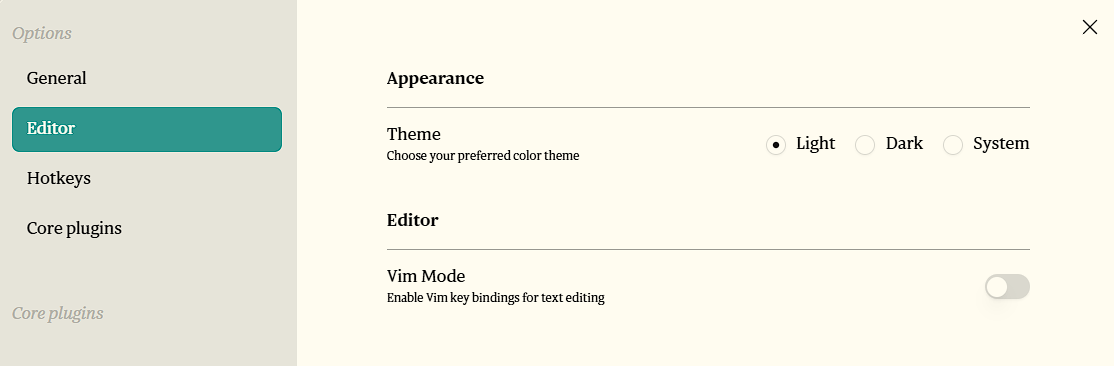 Options
General
Editor
Hotkeys
Core plugins
Core plugins
Appearance
Theme
Choose your preferred color theme
Light Dark System
Editor
Vim Mode
Enable Vim key bindings for text editing